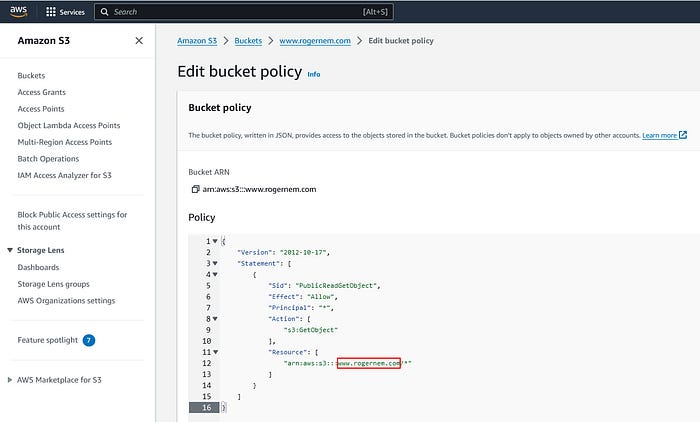 aws
Services
Search
[Alt+S]
Amazon S3
Buckets
Access Grants
Access Points
Object Lambda Access Points
Multi-Region Access Points
Batch Operations
IAM Access Analyzer for S3
Block Public Access settings for
this account
Storage Lens
Dashboards
Storage Lens groups
AWS Organizations settings
Feature spotlight 7
AWS Marketplace for S3
Amazon S3 > Buckets > www.rogernem.com > Edit bucket policy
Edit bucket policy Info
Bucket policy
The bucket policy, written in JSON, provides access to the objects stored in the bucket. Bucket policies don't apply to objects owned by other accounts. Learn more
Bucket ARN
arn:aws:s3:::www.rogernem.com
Policy
1 {
2 "Version": "2012-10-17",
3 "Statement": [
4 {
5 "Sid": "PublicReadGetObject",
6 "Effect": "Allow",
7 "Principal": "*",
8 "Action": [
9 "s3:GetObject"
10 ],
11 "Resource": [
12 "arn:aws:s3:::www.rogernem.com/*"
13 ]
14 }
15 ]
16 }